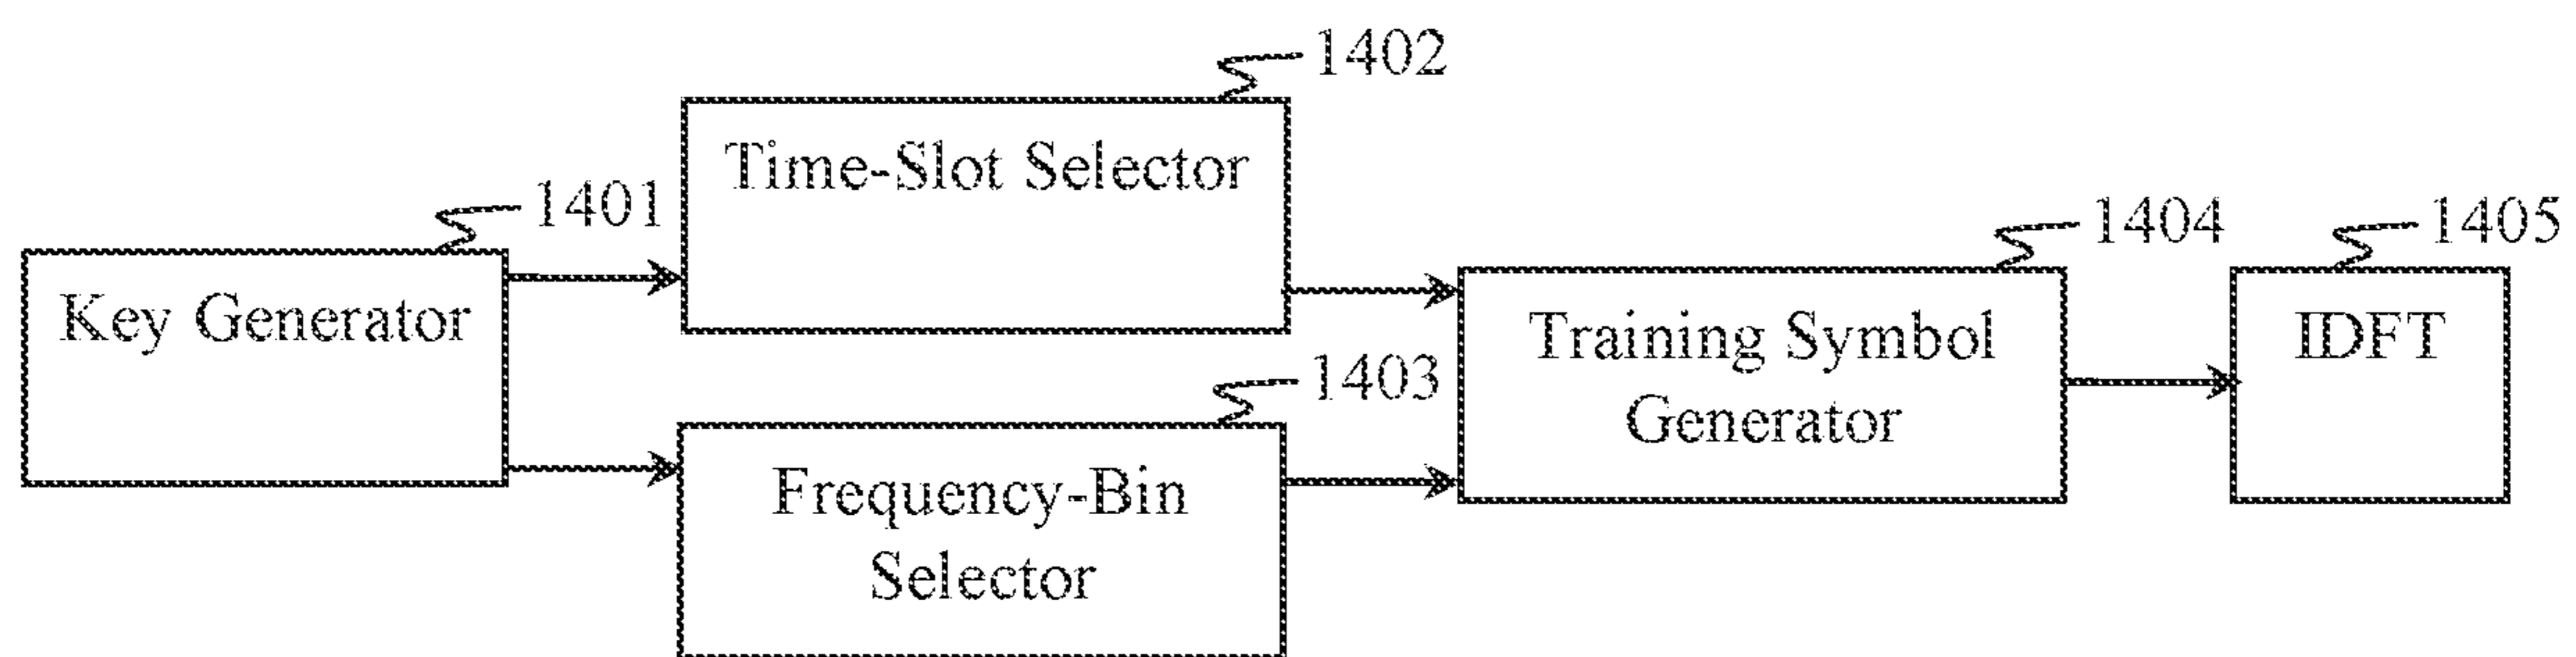 1402
Time-Slot Selector
1401
Key Generator
1404
1405
Training Symbol
Generator
IDFT
1403
Frequency-Bin
Selector